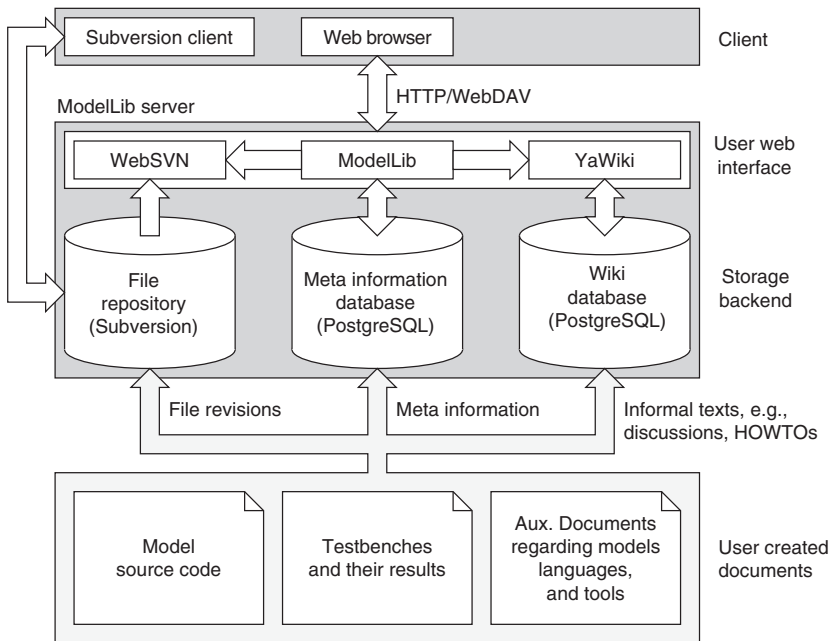 Subversion client
Web browser
Client
HTTP/WebDAV
ModelLib server
WebSVN
ModelLib
YaWiki
User web
interface
File
repository
(Subversion)
Meta information
database
(PostgreSQL)
Wiki
database
(PostgreSQL)
Storage
backend
File revisions
Meta information
Informal texts, e.g.,
discussions, HOWTOs
Model
source code
Testbenches
and their results
Aux. Documents
regarding models
languages,
and tools
User created
documents